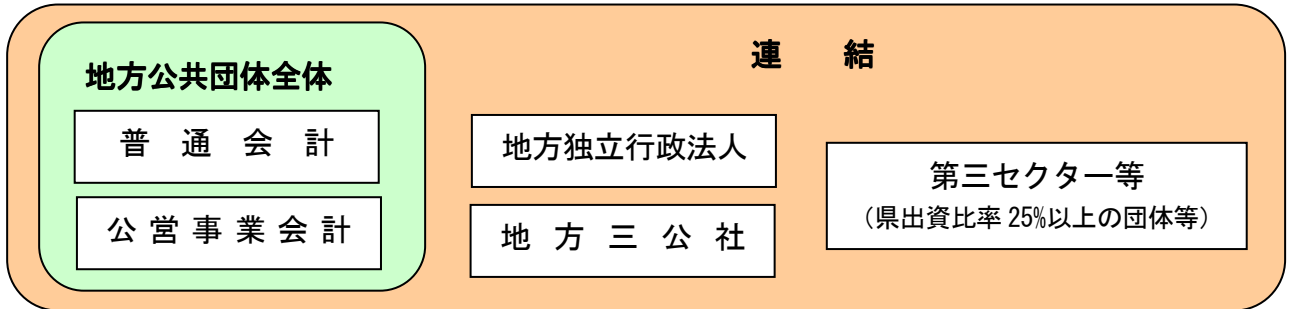 連結
地方公共団体全体
普通会計
公営事業会計
地方独立行政法人
地方三公社
第三セクター等
（県出資比率 25%以上の団体等）